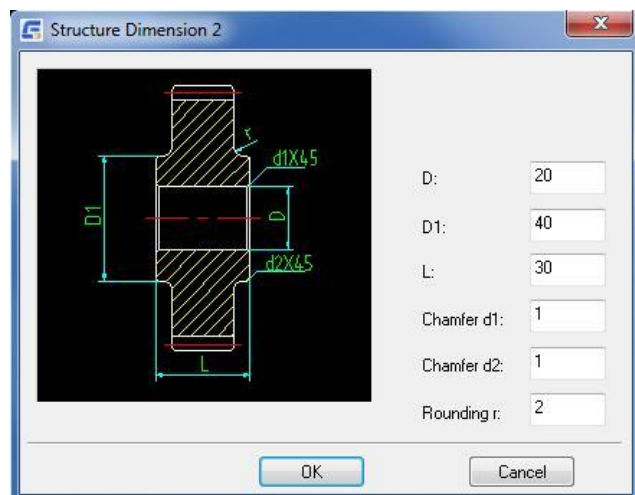 Structure Dimension 2
r
d1X45
D1
D
d2X45
L
D: 20
D1: 40
L: 30
Chamfer d1: 1
Chamfer d2: 1
Rounding r: 2
OK Cancel